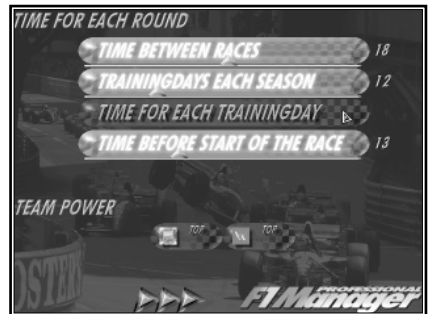 TIME FOR EACH ROUND
TIME BETWEEN RACES 18
TRAININGDAYS EACH SEASON 12
TIME FOR EACH TRAININGDAY
TIME BEFORE START OF THE RACE 13
TEAM POWER
TOP TOP
PROFESSIONAL
F1 Manager